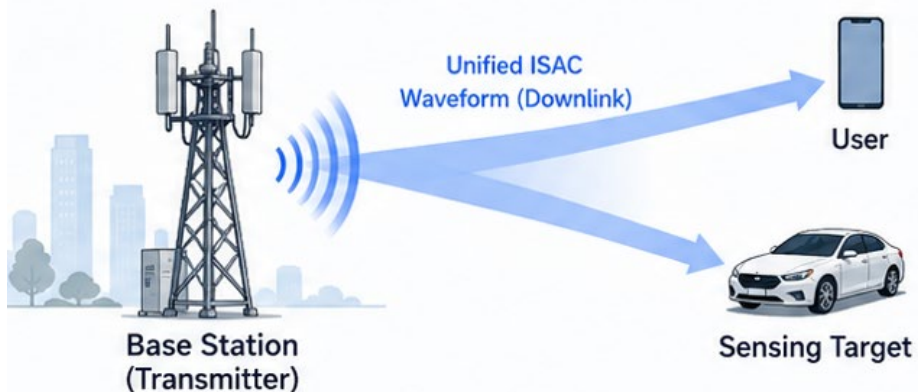 Unified ISAC
Waveform (Downlink)
User
Base Station
(Transmitter)
Sensing Target